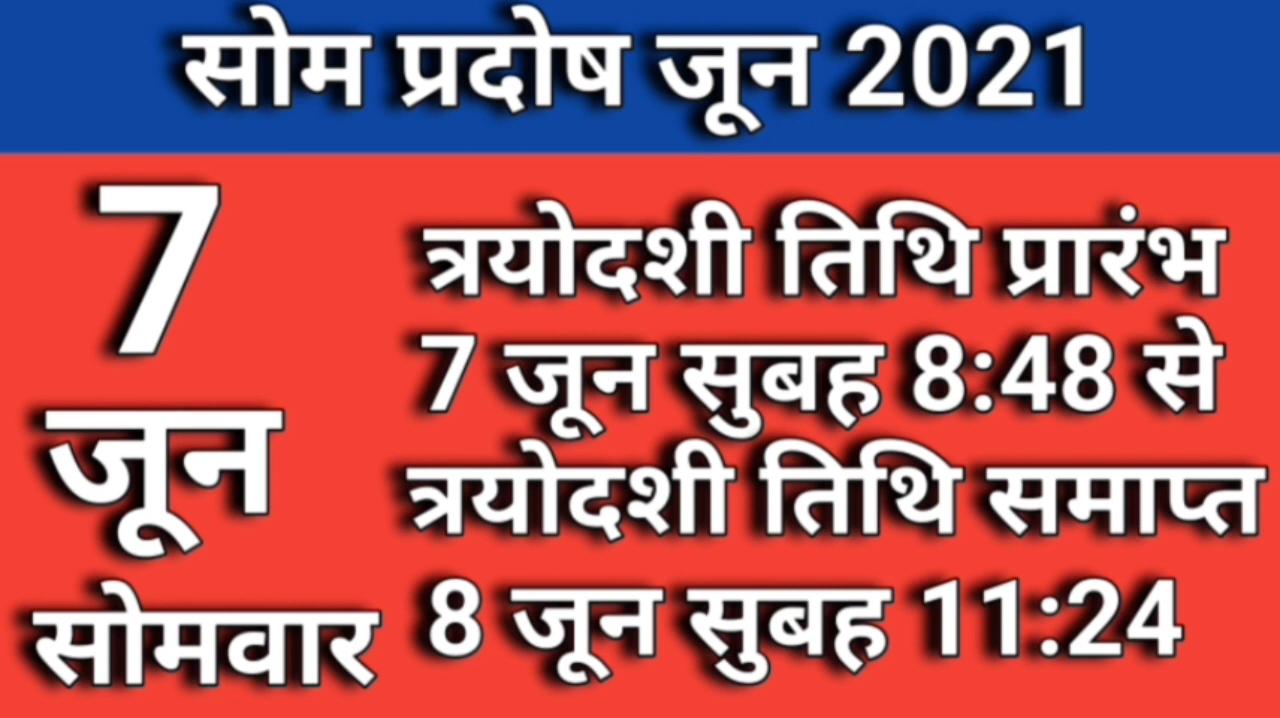 सोम प्रदोष जून 2021
7
जून
सोमवार
त्रयोदशी तिथि प्रारंभ
7 जून सुबह 8:48 से
त्रयोदशी तिथि समाप्त
8 जून सुबह 11:24